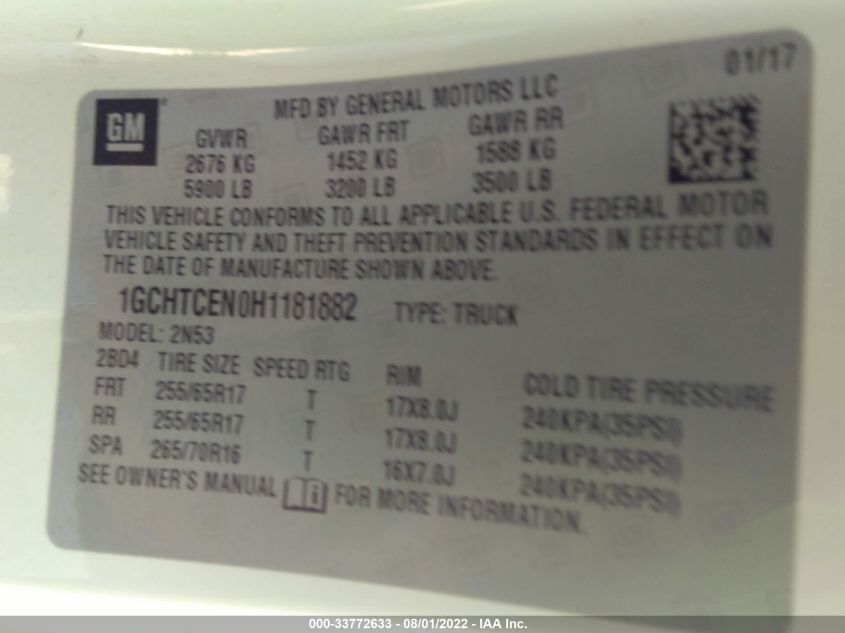 01/17
GM®
MFD BY GENERAL MOTORS LLC
GVWR GAWR FRT GAWR RR
2676 KG 1452 KG 1588 KG
5900 LB 3200 LB 3500 LB
THIS VEHICLE CONFORMS TO ALL APPLICABLE U.S. FEDERAL MOTOR
VEHICLE SAFETY AND THEFT PREVENTION STANDARDS IN EFFECT ON
THE DATE OF MANUFACTURE SHOWN ABOVE.
1GCHTCEN0H1181882 TYPE: TRUCK
MODEL: 2N53
2BD4 TIRE SIZE SPEED RTG RIM COLD TIRE PRESSURE
FRT 255/65R17 T 17X8.0J 240KPA(35PSI)
RR 255/65R17 T 17X8.0J 240KPA(35PSI)
SPA 265/70R16 T 16X7.0J 240KPA(35PSI)
SEE OWNER'S MANUAL FOR MORE INFORMATION.
000-33772633 - 08/01/2022 - IAA Inc.